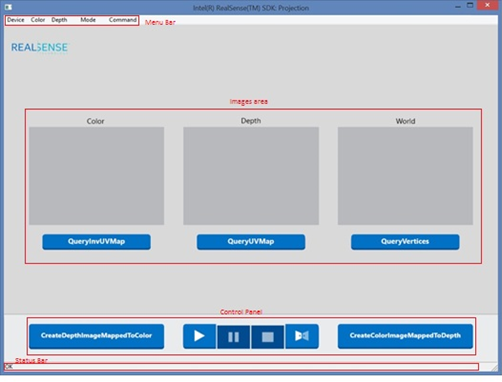 Intel(R) RealSense(TM) SDK: Projection
Device Color Depth Mode Command Menu Bar
REALSENSE
Images area
Color Depth World
QueryInvUVMap QueryUVMap QueryVertices
Control Panel
CreateDepthImageMappedToColor CreateColorImageMappedToDepth
Status Bar
OK